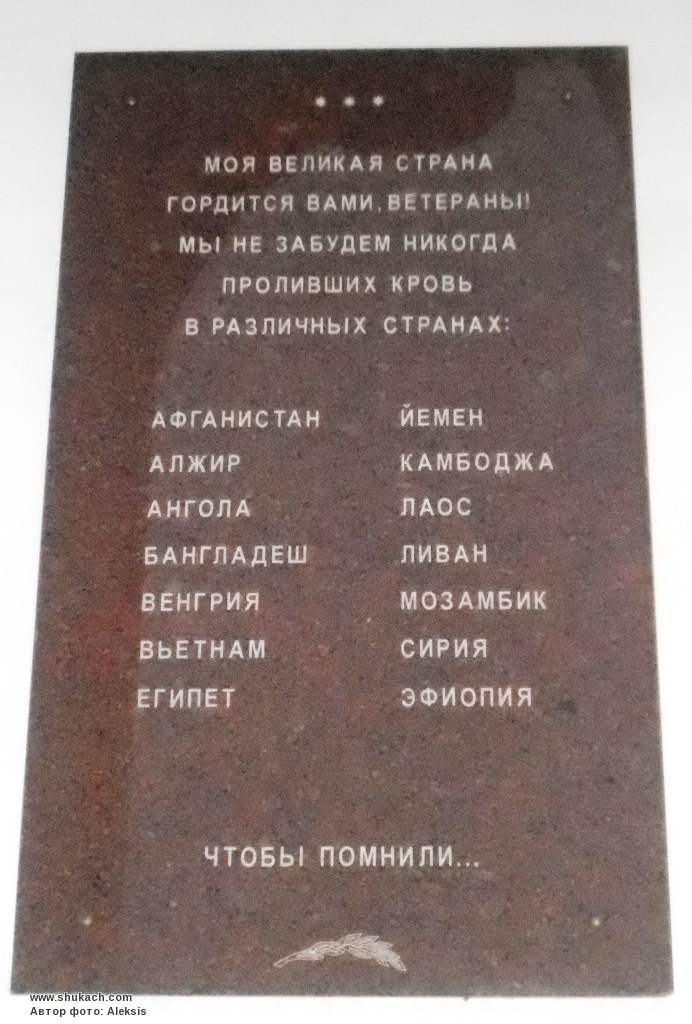 * * *
МОЯ ВЕЛИКАЯ СТРАНА
ГОРДИТСЯ ВАМИ, ВЕТЕРАНЫ!
МЫ НЕ ЗАБУДЕМ НИКОГДА
ПРОЛИВШИХ КРОВЬ
В РАЗЛИЧНЫХ СТРАНАХ:
АФГАНИСТАН
АЛЖИР
АНГОЛА
БАНГЛАДЕШ
ВЕНГРИЯ
ВЬЕТНАМ
ЕГИПЕТ
ЙЕМЕН
КАМБОДЖА
ЛАОС
ЛИВАН
МОЗАМБИК
СИРИЯ
ЭФИОПИЯ
ЧТОБЫ ПОМНИЛИ...
www.shukach.com
Автор фото: Aleksis